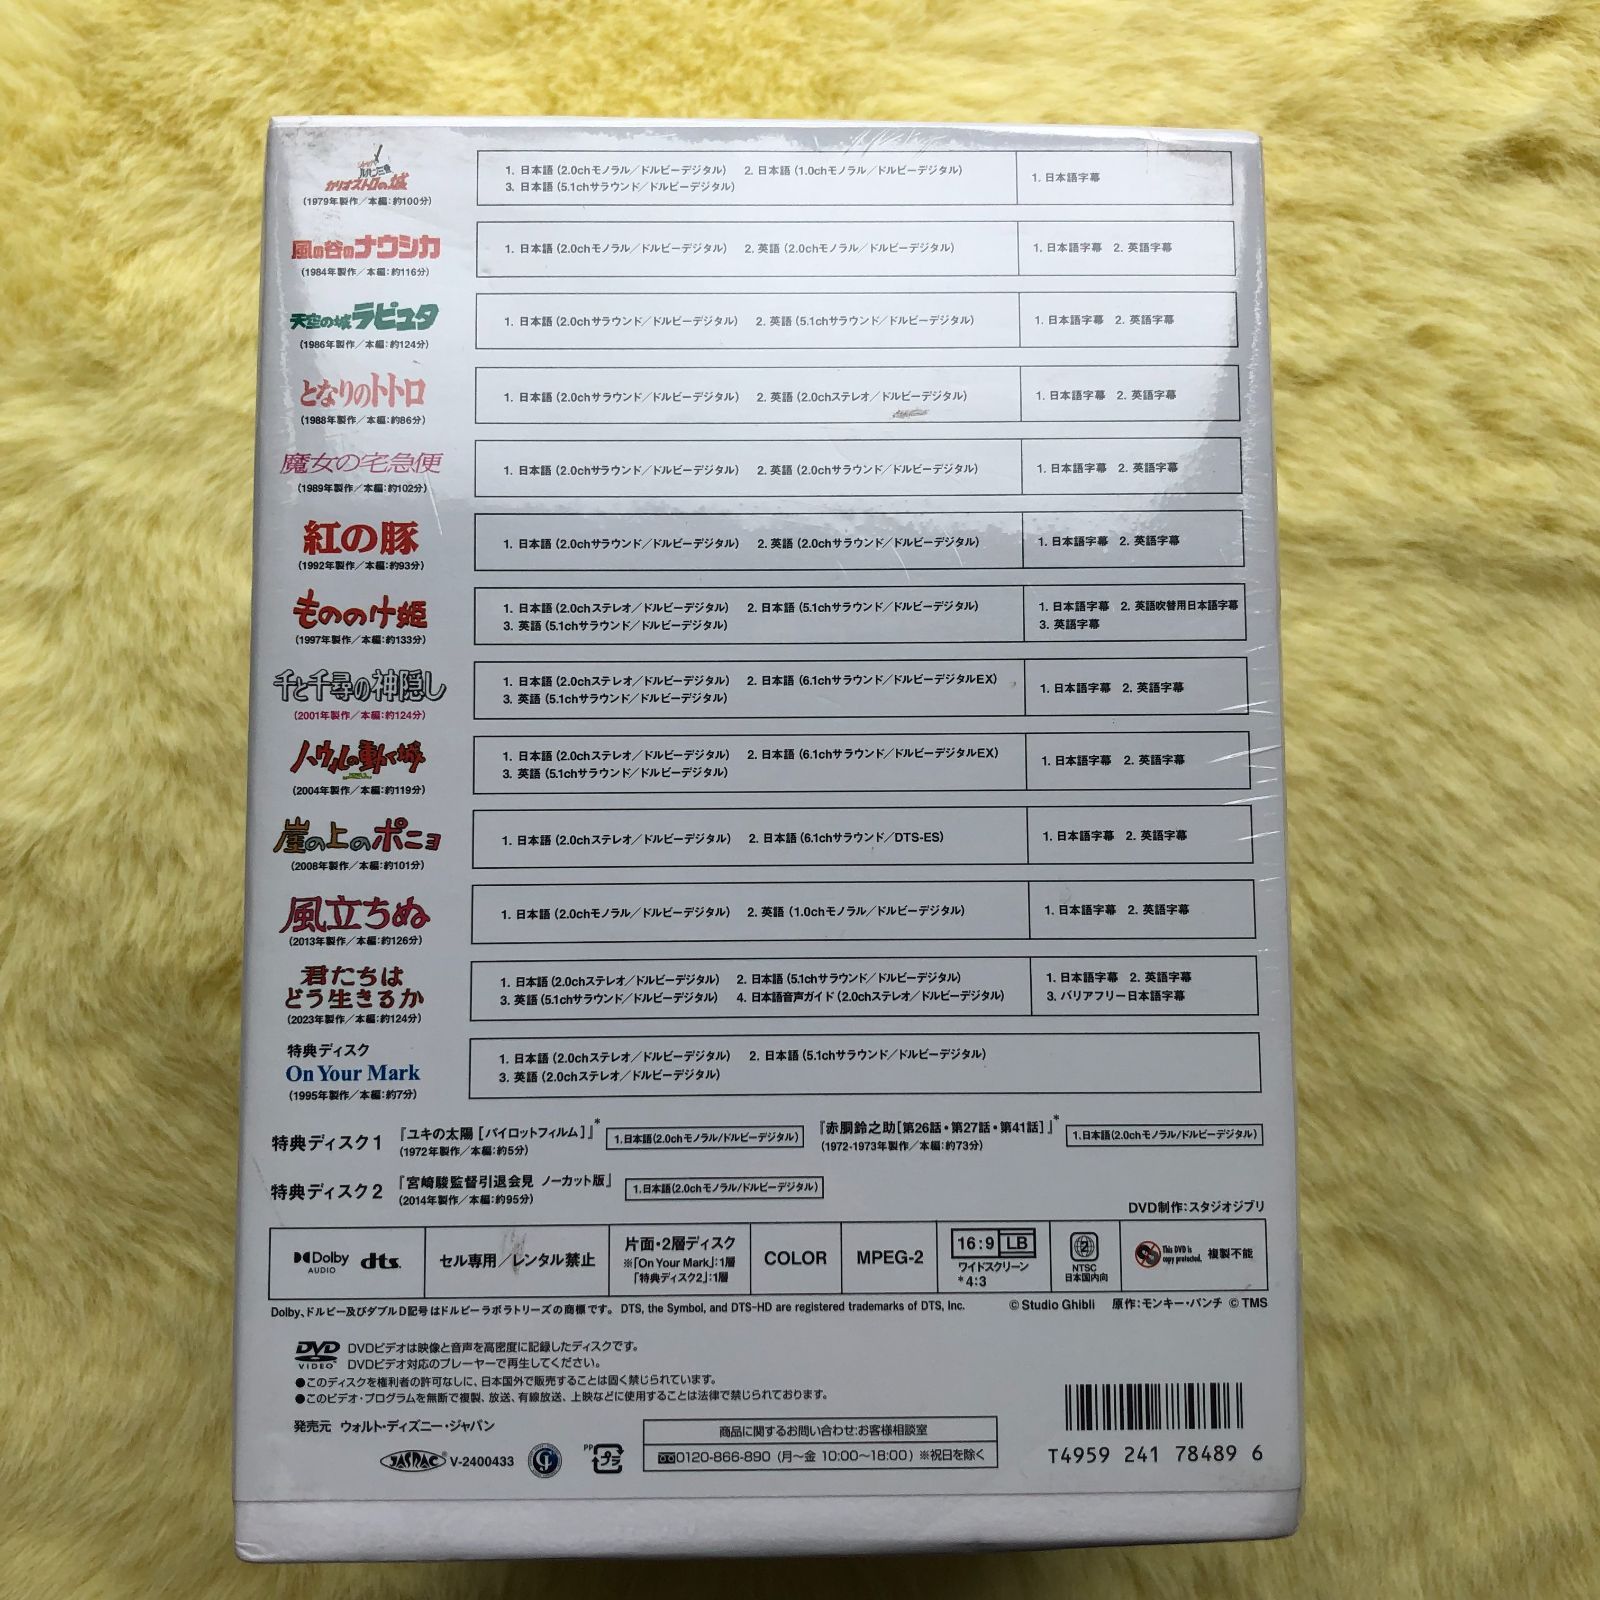 ルパン三世
カリオストロの城
(1979年製作／本編:約100分)
1. 日本語 (2.0chモノラル／ドルビーデジタル) 2. 日本語 (1.0chモノラル／ドルビーデジタル)
3. 日本語 (5.1chサラウンド／ドルビーデジタル)
1. 日本語字幕
風の谷のナウシカ
(1984年製作／本編:約116分)
1. 日本語 (2.0chモノラル／ドルビーデジタル) 2. 英語 (2.0chモノラル／ドルビーデジタル)
1. 日本語字幕 2. 英語字幕
天空の城ラピュタ
(1986年製作／本編:約124分)
1. 日本語 (2.0chサラウンド／ドルビーデジタル) 2. 英語 (5.1chサラウンド／ドルビーデジタル)
1. 日本語字幕 2. 英語字幕
となりのトトロ
(1988年製作／本編:約86分)
1. 日本語 (2.0chサラウンド／ドルビーデジタル) 2. 英語 (2.0chステレオ／ドルビーデジタル)
1. 日本語字幕 2. 英語字幕
魔女の宅急便
(1989年製作／本編:約102分)
1. 日本語 (2.0chサラウンド／ドルビーデジタル) 2. 英語 (2.0chサラウンド／ドルビーデジタル)
1. 日本語字幕 2. 英語字幕
紅の豚
(1992年製作／本編:約93分)
1. 日本語 (2.0chサラウンド／ドルビーデジタル) 2. 英語 (2.0chサラウンド／ドルビーデジタル)
1. 日本語字幕 2. 英語字幕
もののけ姫
(1997年製作／本編:約133分)
1. 日本語 (2.0chステレオ／ドルビーデジタル) 2. 日本語 (5.1chサラウンド／ドルビーデジタル)
3. 英語 (5.1chサラウンド／ドルビーデジタル)
1. 日本語字幕 2. 英語吹替用日本語字幕
3. 英語字幕
千と千尋の神隠し
(2001年製作／本編:約124分)
1. 日本語 (2.0chステレオ／ドルビーデジタル) 2. 日本語 (6.1chサラウンド／ドルビーデジタルEX)
3. 英語 (5.1chサラウンド／ドルビーデジタル)
1. 日本語字幕 2. 英語字幕
ハウルの動く城
(2004年製作／本編:約119分)
1. 日本語 (2.0chステレオ／ドルビーデジタル) 2. 日本語 (6.1chサラウンド／ドルビーデジタルEX)
3. 英語 (5.1chサラウンド／ドルビーデジタル)
1. 日本語字幕 2. 英語字幕
崖の上のポニョ
(2008年製作／本編:約101分)
1. 日本語 (2.0chステレオ／ドルビーデジタル) 2. 日本語 (6.1chサラウンド／DTS-ES)
1. 日本語字幕 2. 英語字幕
風立ちぬ
(2013年製作／本編:約126分)
1. 日本語 (2.0chモノラル／ドルビーデジタル) 2. 英語 (1.0chモノラル／ドルビーデジタル)
1. 日本語字幕 2. 英語字幕
君たちは
どう生きるか
(2023年製作／本編:約124分)
1. 日本語 (2.0chステレオ／ドルビーデジタル) 2. 日本語 (5.1chサラウンド／ドルビーデジタル)
3. 英語 (5.1chサラウンド／ドルビーデジタル) 4. 日本語音声ガイド (2.0chステレオ／ドルビーデジタル)
1. 日本語字幕 2. 英語字幕
3. バリアフリー日本語字幕
特典ディスク
On Your Mark
(1995年製作／本編:約7分)
1. 日本語 (2.0chステレオ／ドルビーデジタル) 2. 日本語 (5.1chサラウンド／ドルビーデジタル)
3. 英語 (2.0chステレオ／ドルビーデジタル)
特典ディスク1 『ユキの太陽 [パイロットフィルム]』* 1.日本語(2.0chモノラル/ドルビーデジタル) 『赤胴鈴之助[第26話・第27話・第41話]』* 1.日本語(2.0chモノラル/ドルビーデジタル)
(1972年製作／本編:約5分) (1972-1973年製作／本編:約73分)
特典ディスク2 『宮崎駿監督引退会見 ノーカット版』 1.日本語(2.0chモノラル/ドルビーデジタル)
(2014年製作／本編:約95分)
DVD制作:スタジオジブリ
Dolby AUDIO dts
セル専用／レンタル禁止
片面・2層ディスク
※「On Your Mark」:1層
「特典ディスク2」:1層
COLOR
MPEG-2
16:9 LB
ワイドスクリーン
*4:3
2
NTSC
日本国内向
This DVD is copy protected. 複製不能
Dolby、ドルビー及びダブルD記号はドルビーラボラトリーズの商標です。 DTS, the Symbol, and DTS-HD are registered trademarks of DTS, Inc. © Studio Ghibli 原作:モンキー・パンチ © TMS
DVD VIDEO
DVDビデオは映像と音声を高密度に記録したディスクです。
DVDビデオ対応のプレーヤーで再生してください。
●このディスクを権利者の許可なしに、日本国外で販売することは固く禁じられています。
●このビデオ・プログラムを無断で複製、放送、有線放送、上映などに使用することは法律で禁じられております。
発売元 ウォルト・ディズニー・ジャパン
商品に関するお問い合わせ:お客様相談室
0120-866-890 (月〜金 10:00〜18:00) ※祝日を除く
JASRAC V-2400433
PP プラ
T4959 241 78489 6